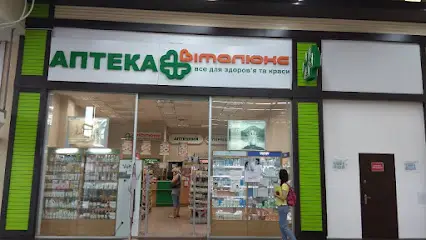 АПТЕКА Віталюкс
все для здоров'я та краси